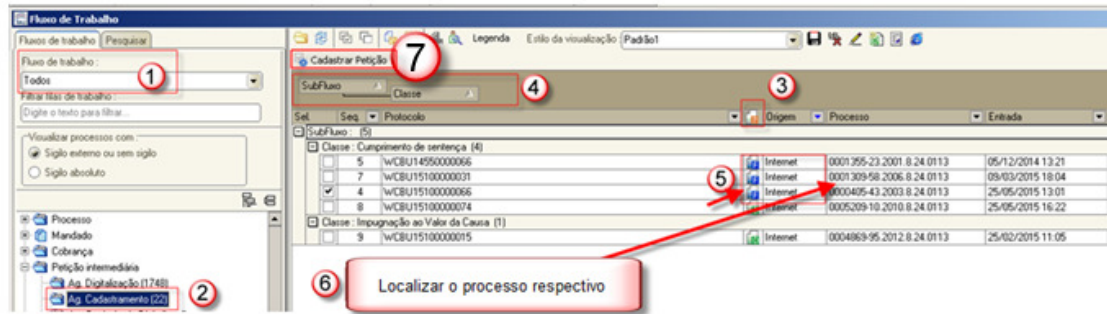 Fluxo de Trabalho
Fluxos de trabalho Pesquisar
Legenda Estilo da visualização: Padrão1
Fluxo de trabalho :
Todos
1
Cadastrar Petição
7
Filtrar filas de trabalho :
Digite o texto para filtrar...
SubFluxo
Classe
4
3
Sel. Seq. Protocolo Origem Processo Entrada
Visualizar processos com :
Sigilo externo ou sem sigilo
Sigilo absoluto
SubFluxo : (5)
Classe : Cumprimento de sentença (4)
5 WCBU14550000066 Internet 0001355-23.2001.8.24.0113 05/12/2014 13:21
7 WCBU15100000031 Internet 0001309-58.2006.8.24.0113 09/03/2015 18:04
5
4 WCBU15100000066 Internet 0000405-43.2003.8.24.0113 25/05/2015 13:01
8 WCBU15100000074 Internet 0005209-10.2010.8.24.0113 25/05/2015 16:22
Classe : Impugnação ao Valor da Causa (1)
9 WCBU15100000015 Internet 0004869-95.2012.8.24.0113 25/02/2015 11:05
Processo
Mandado
Cobrança
Petição intermediária
Ag. Digitalização (1748)
Ag. Cadastramento (22)
2
6
Localizar o processo respectivo